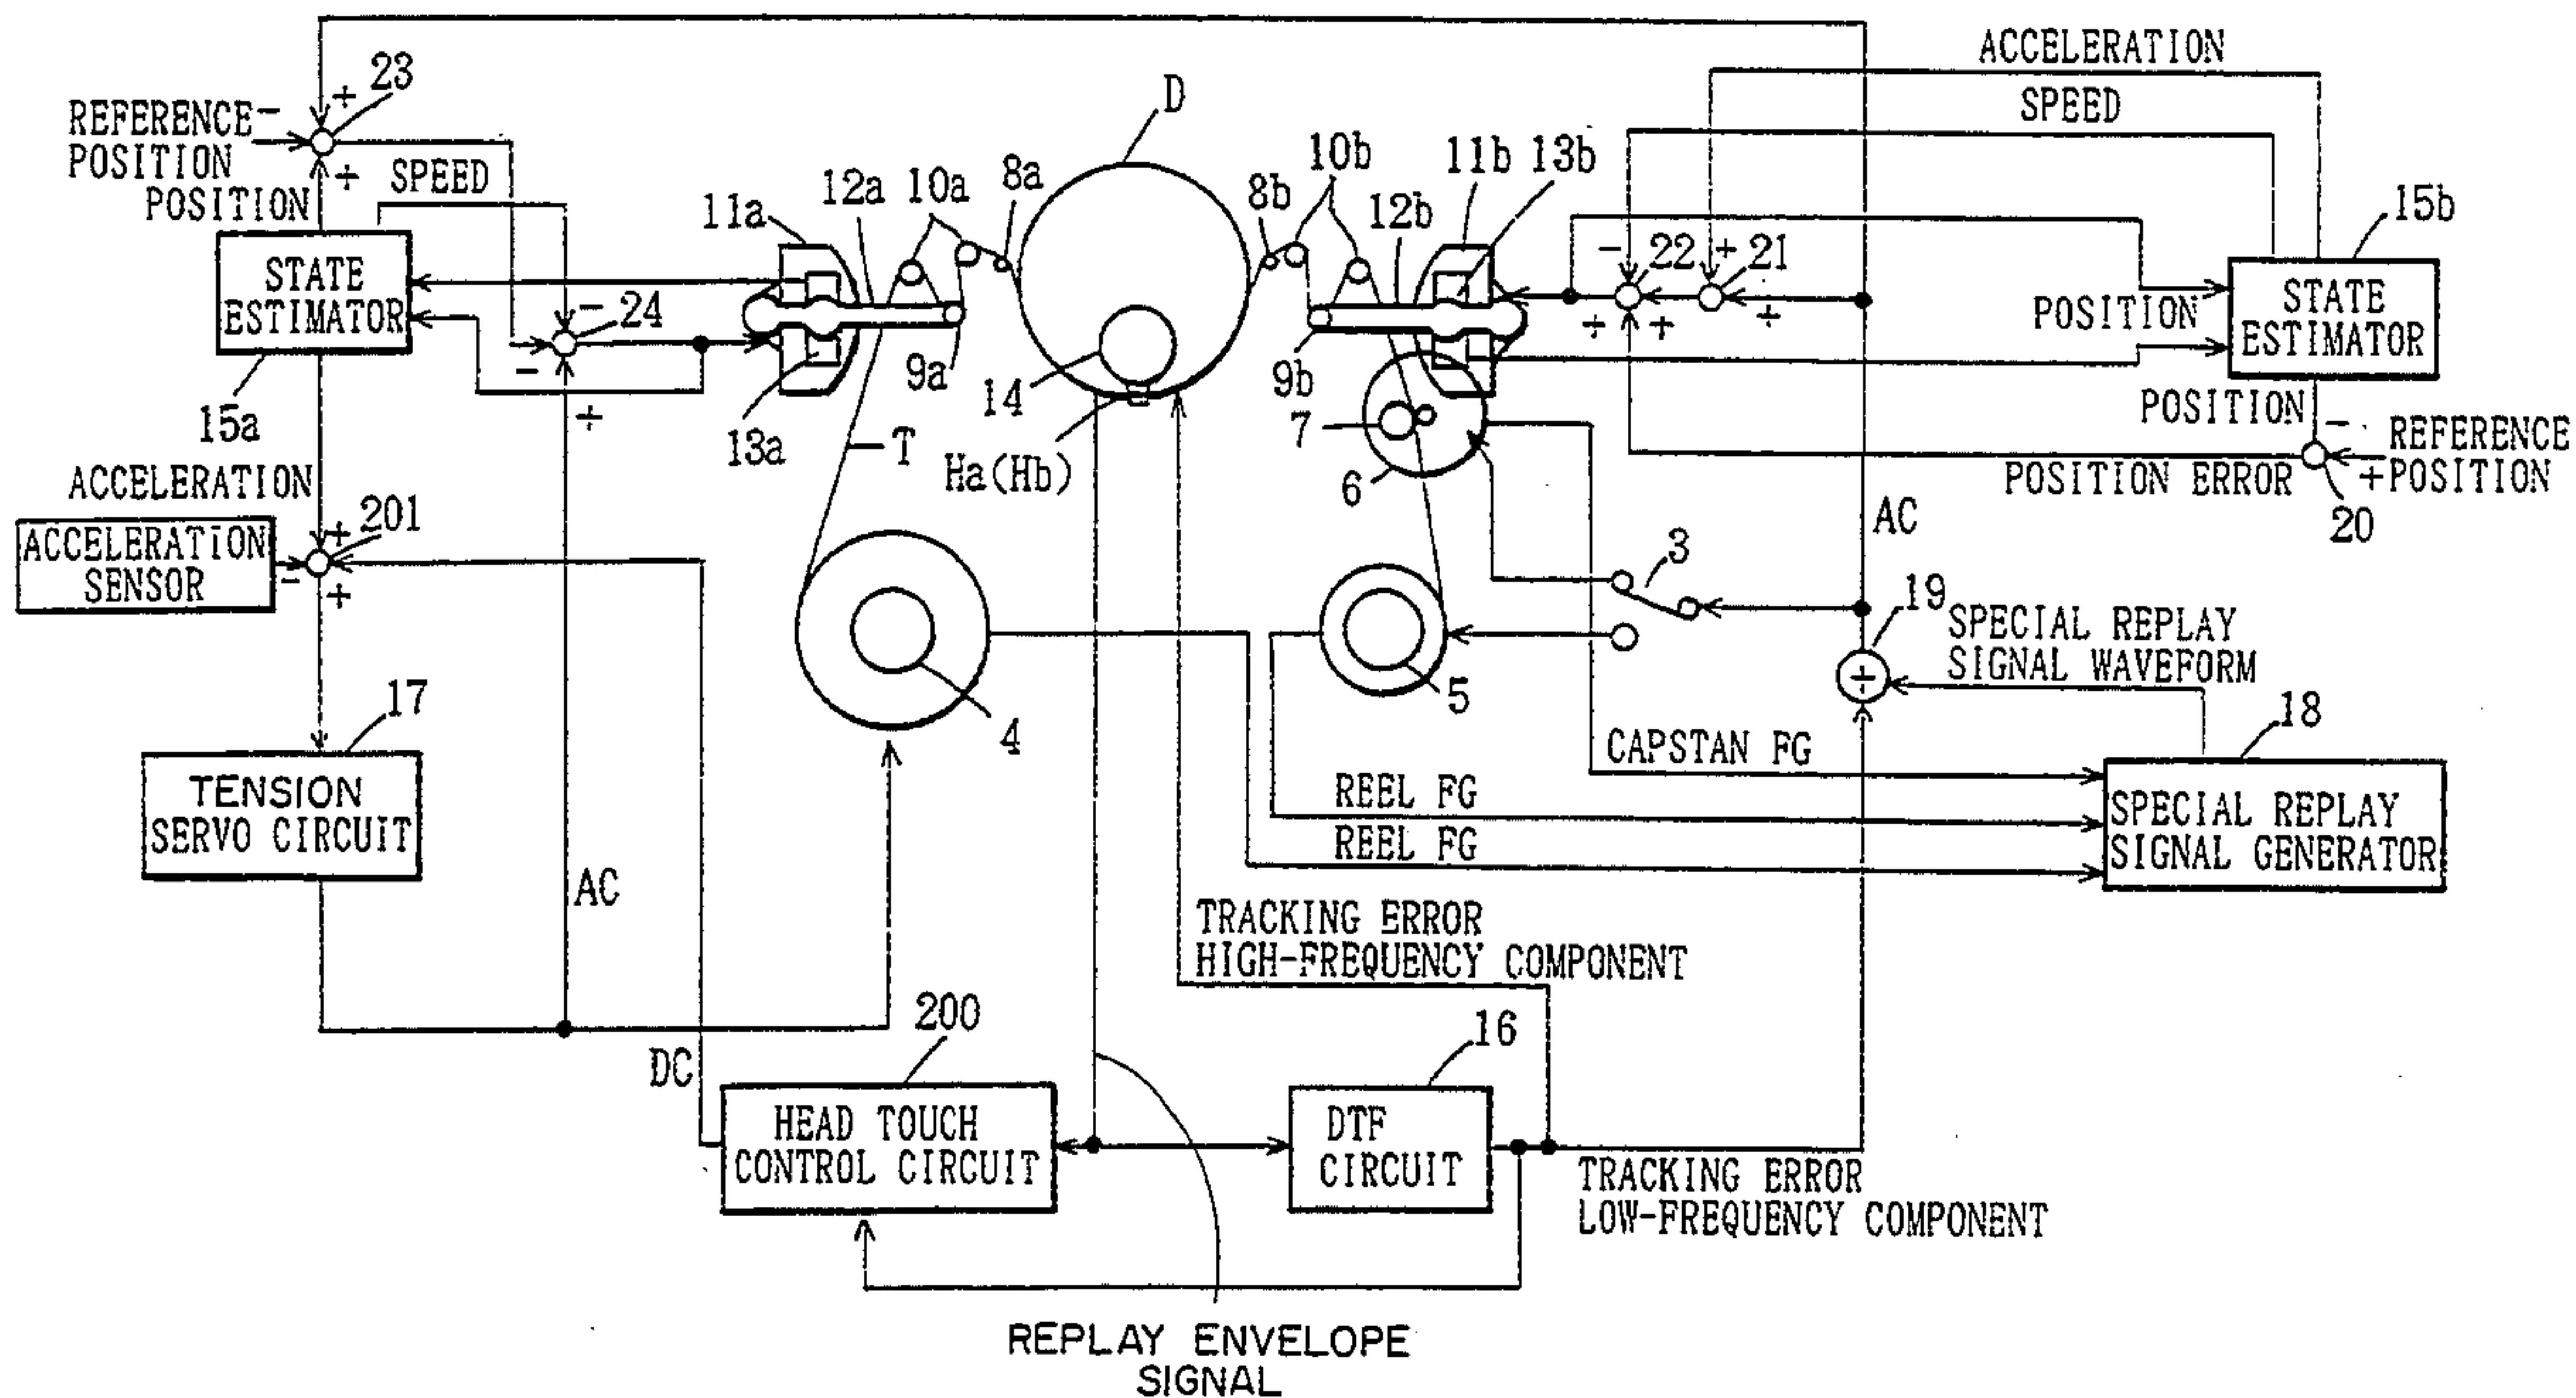 ACCELERATION
23
D
SPEED
REFERENCE
POSITION
POSITION
SPEED
12a
10a
8a
8b
10b
12b
11b
13b
11a
15b
STATE
ESTIMATOR
24
22
21
POSITION
STATE
ESTIMATOR
9a
14
9b
7
15a
13a
T
Ha(Hb)
6
POSITION
REFERENCE
POSITION
POSITION ERROR
20
ACCELERATION
201
ACCELERATION
SENSOR
AC
3
19
SPECIAL REPLAY
SIGNAL WAVEFORM
4
5
17
18
TENSION
SERVO CIRCUIT
CAPSTAN FG
REEL FG
REEL FG
SPECIAL REPLAY
SIGNAL GENERATOR
AC
TRACKING ERROR
HIGH-FREQUENCY COMPONENT
200
16
DC
HEAD TOUCH
CONTROL CIRCUIT
DTF
CIRCUIT
TRACKING ERROR
LOW-FREQUENCY COMPONENT
REPLAY ENVELOPE
SIGNAL